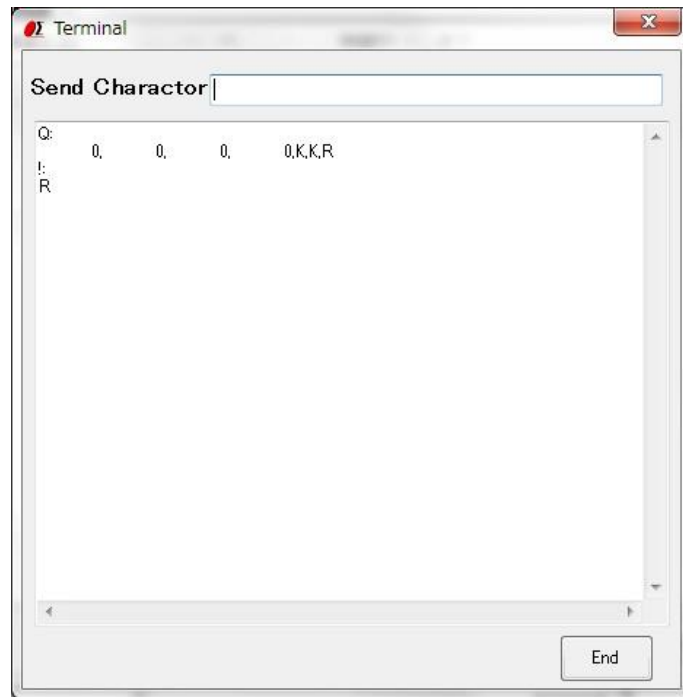 Terminal
Send Charactor
Q:
0, 0, 0, 0,K,K,R
!:
R
End